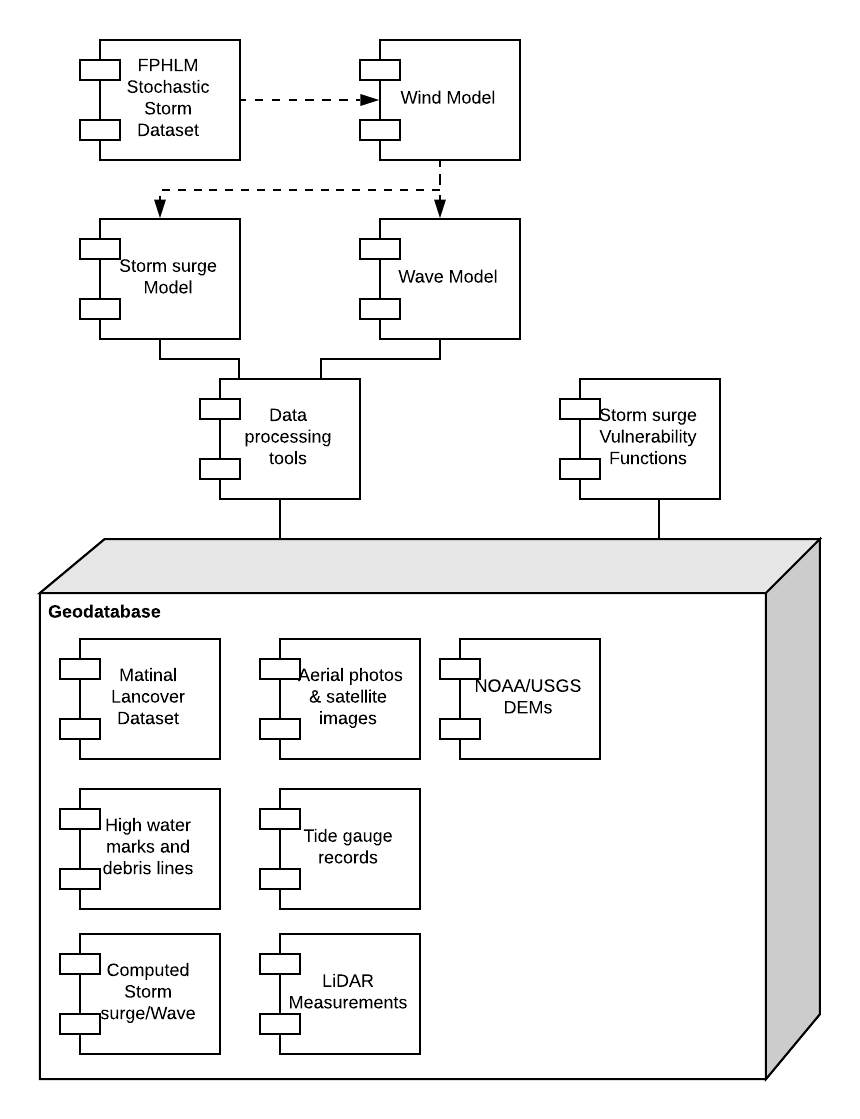 FPHLM
Stochastic
Storm
Dataset
Wind Model
Storm surge
Model
Wave Model
Data
processing
tools
Storm surge
Vulnerability
Functions
Geodatabase
Matinal
Lancover
Dataset
Aerial photos
& satellite
images
NOAA/USGS
DEMs
High water
marks and
debris lines
Tide gauge
records
Computed
Storm
surge/Wave
LiDAR
Measurements